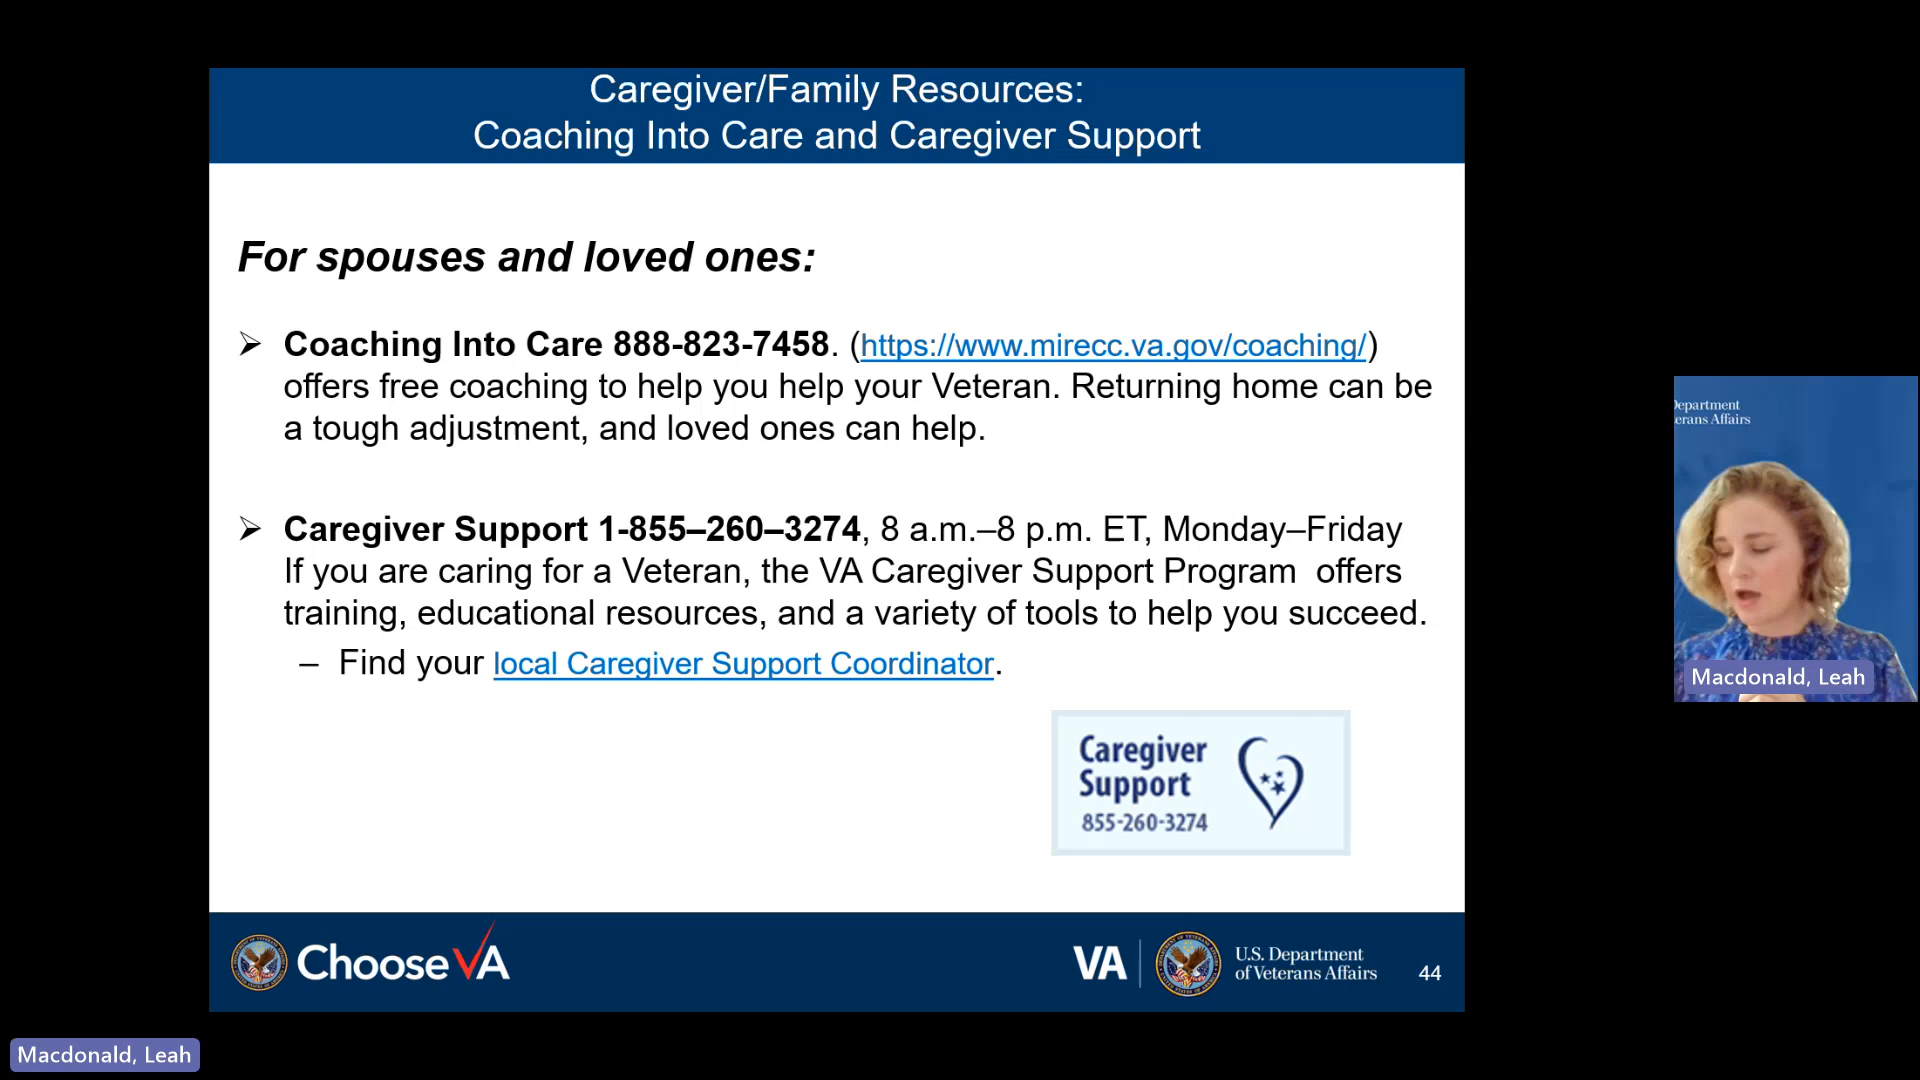 Caregiver/Family Resources:
Coaching Into Care and Caregiver Support
For spouses and loved ones:
➢ Coaching Into Care 888-823-7458. (https://www.mirecc.va.gov/coaching/)
offers free coaching to help you help your Veteran. Returning home can be
a tough adjustment, and loved ones can help.
➢ Caregiver Support 1-855–260–3274, 8 a.m.–8 p.m. ET, Monday–Friday
If you are caring for a Veteran, the VA Caregiver Support Program offers
training, educational resources, and a variety of tools to help you succeed.
– Find your local Caregiver Support Coordinator.
Caregiver
Support
855-260-3274
Choose VA
VA
U.S. Department
of Veterans Affairs
44
epartment
erans Affairs
Macdonald, Leah
Macdonald, Leah